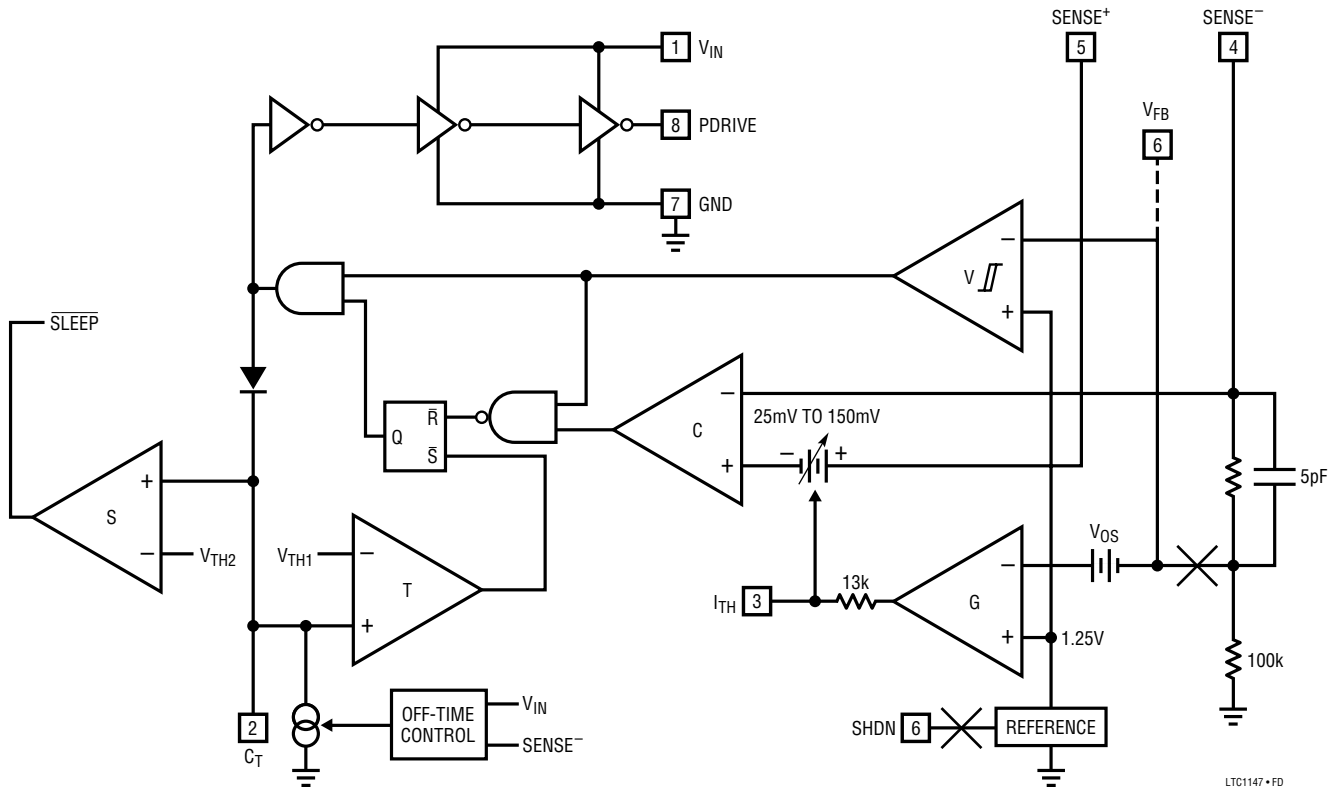 SENSE+
SENSE−
5
4
1
VIN
8
PDRIVE
VFB
6
7
GND
−
V
+
SLEEP
−
25mV TO 150mV
R
Q
C
S
− +
+
+
5pF
S
−
VTH2
VTH1
−
VOS
T
13k
−
ITH
3
G
+
+
1.25V
100k
VIN
2
OFF-TIME
CONTROL
SHDN
6
REFERENCE
SENSE−
CT
LTC1147 • FD